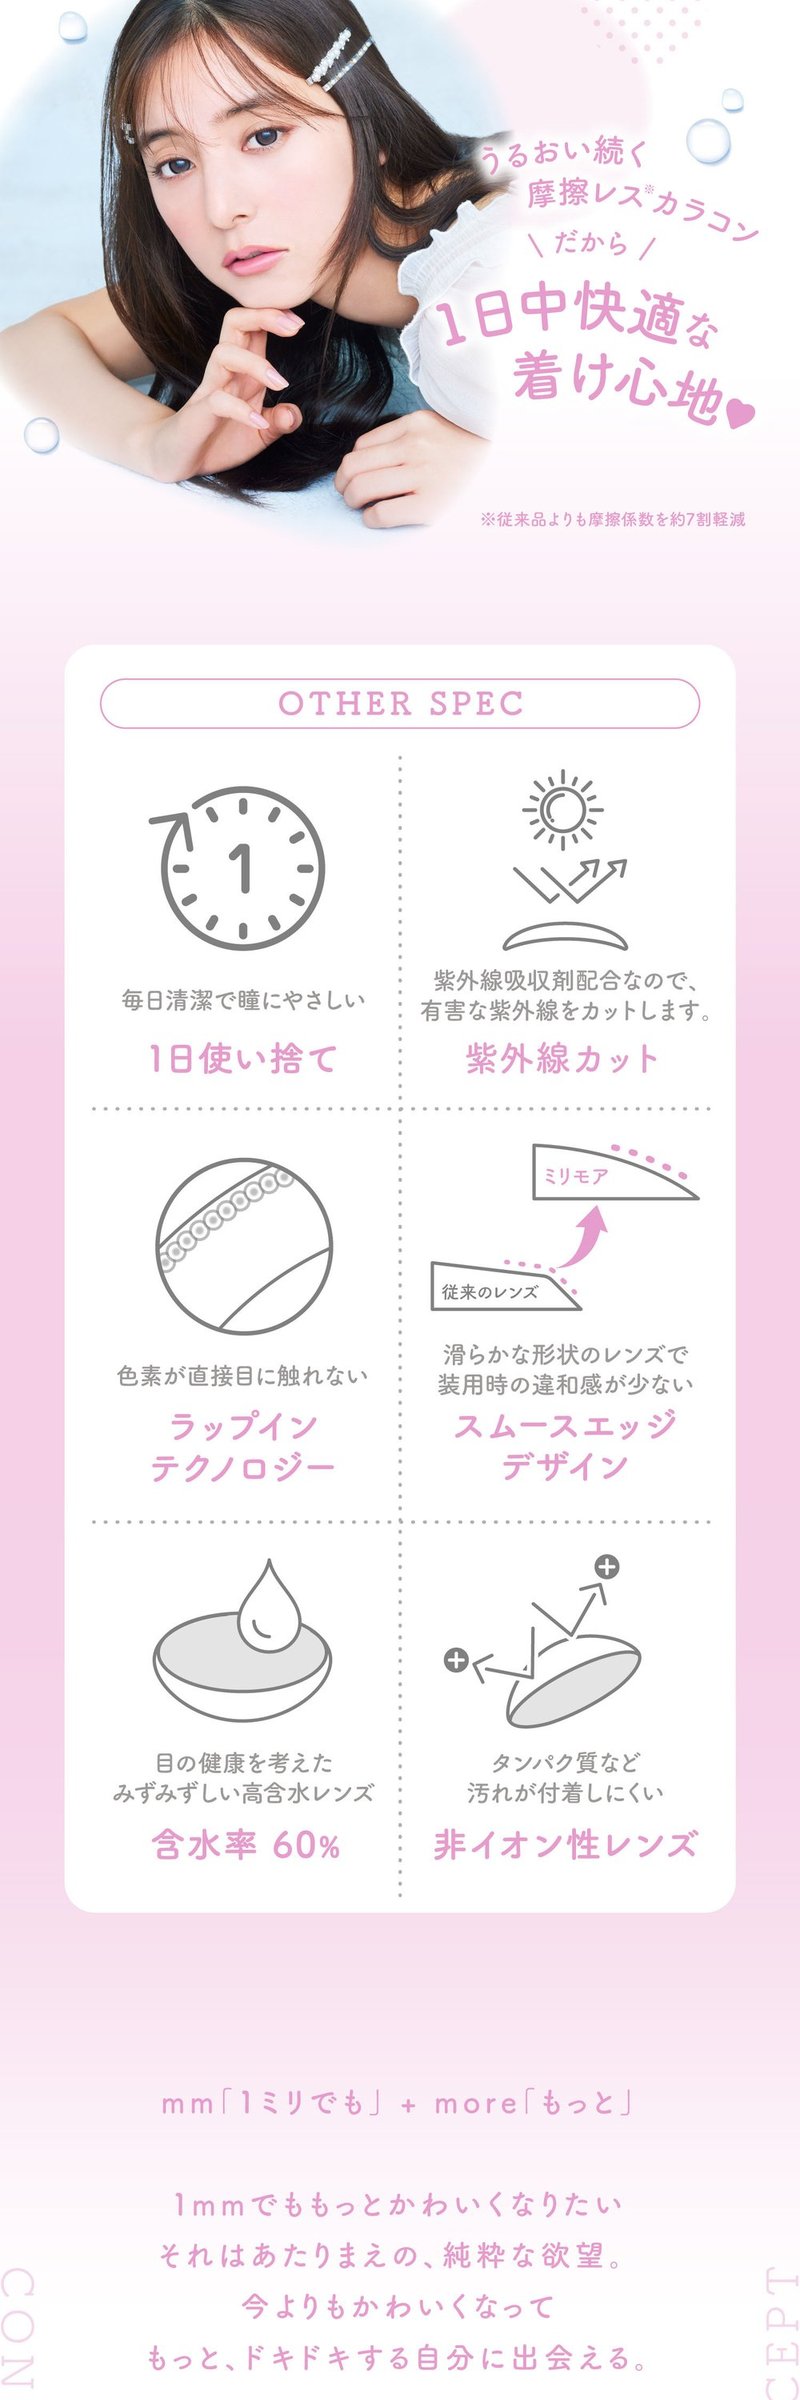 うるおい続く
摩擦レス※カラコン
\ だから /
1日中快適な
着け心地♥
※従来品よりも摩擦係数を約7割軽減
OTHER SPEC
1
毎日清潔で瞳にやさしい
1日使い捨て
紫外線吸収剤配合なので、
有害な紫外線をカットします。
紫外線カット
色素が直接目に触れない
ラップイン
テクノロジー
ミリモア
従来のレンズ
滑らかな形状のレンズで
装用時の違和感が少ない
スムースエッジ
デザイン
目の健康を考えた
みずみずしい高含水レンズ
含水率 60%
タンパク質など
汚れが付着しにくい
非イオン性レンズ
mm「1ミリでも」 + more「もっと」
1mmでももっとかわいくなりたい
それはあたりまえの、純粋な欲望。
今よりもかわいくなって
もっと、ドキドキする自分に出会える。
CON
CEPT